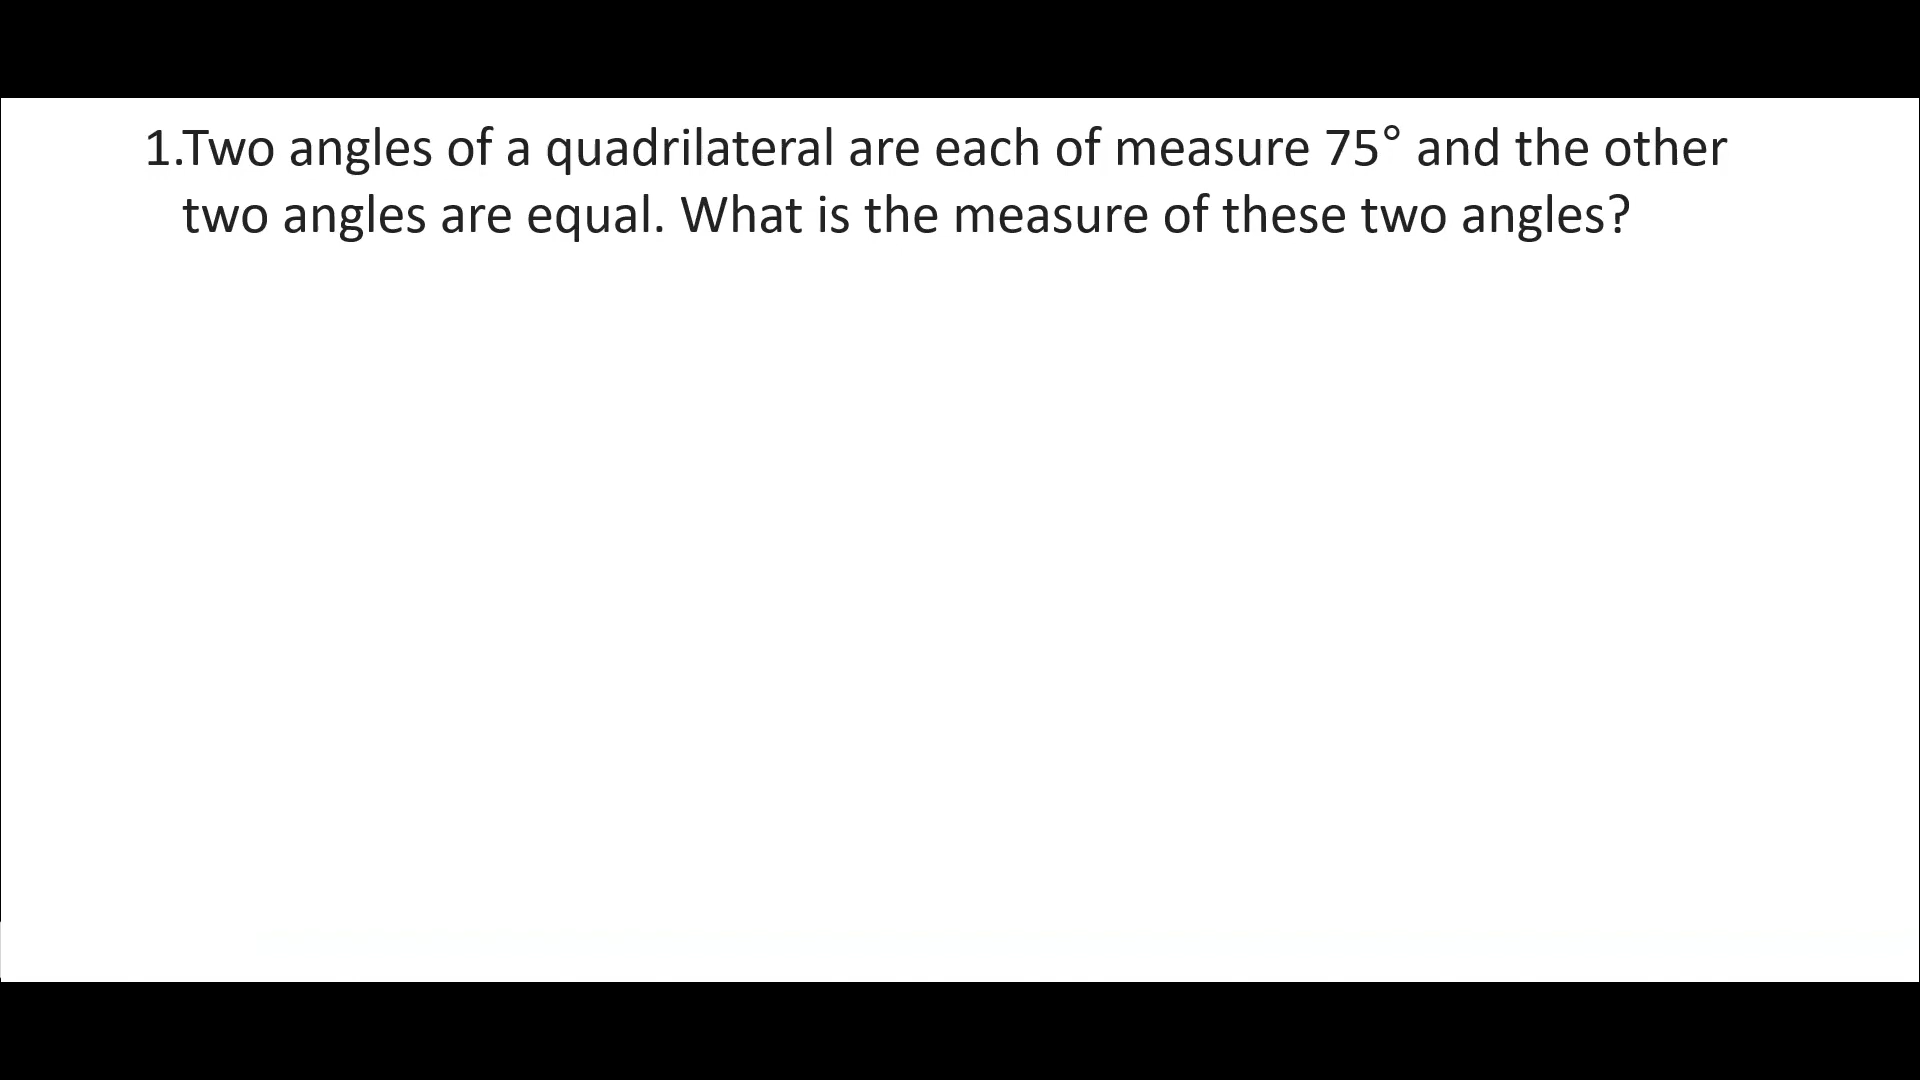 1.Two angles of a quadrilateral are each of measure 75° and the other
two angles are equal. What is the measure of these two angles?